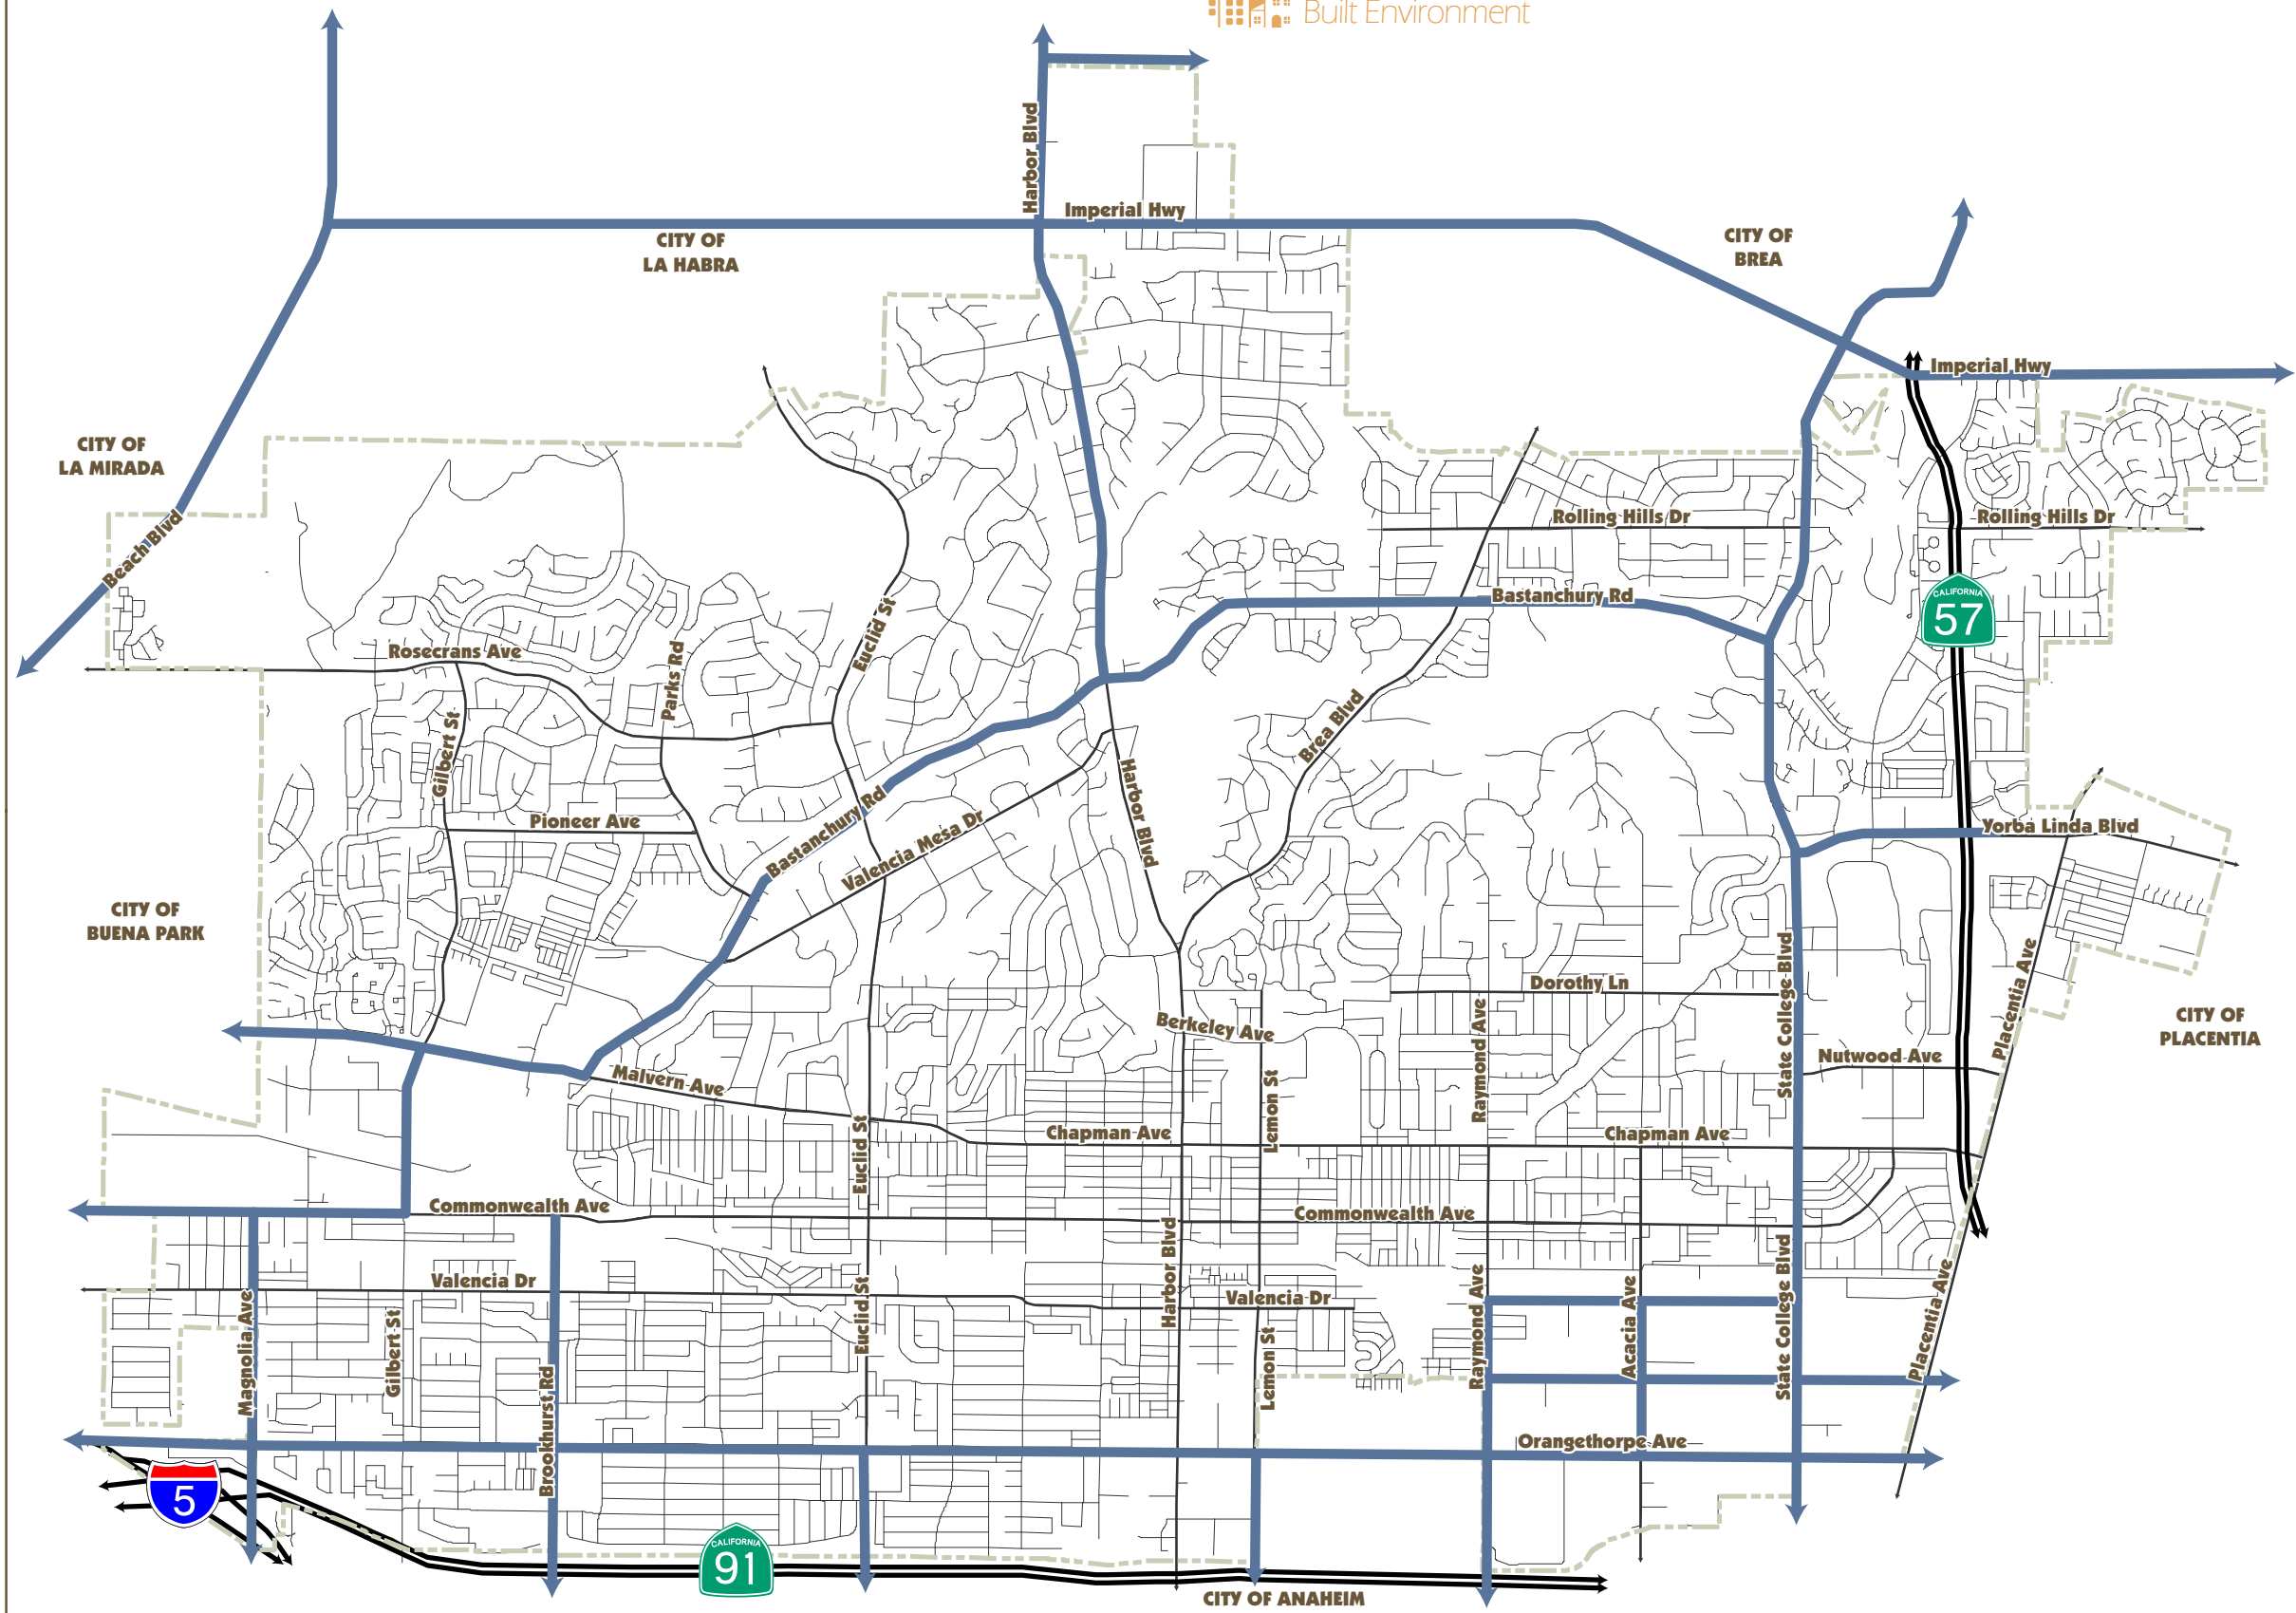 Built Environment
Harbor Blvd
Imperial Hwy
CITY OF
LA HABRA
CITY OF
BREA
Imperial Hwy
CITY OF
LA MIRADA
Beach Blvd
Rolling Hills Dr
Rolling Hills Dr
Bastanchury Rd
CALIFORNIA
57
Euclid St
Rosecrans Ave
Parks Rd
Gilbert St
Brea Blvd
Harbor Blvd
Pioneer Ave
Bastanchury Rd
Valencia Mesa Dr
Yorba Linda Blvd
CITY OF
BUENA PARK
State College Blvd
Placentia Ave
Dorothy Ln
Raymond Ave
Berkeley Ave
CITY OF
PLACENTIA
Nutwood Ave
Malvern Ave
Lemon St
Euclid St
Chapman Ave
Chapman Ave
Commonwealth Ave
Commonwealth Ave
Harbor Blvd
State College Blvd
Placentia Ave
Valencia Dr
Valencia Dr
Magnolia Ave
Gilbert St
Brookhurst Rd
Euclid St
Lemon St
Raymond Ave
Acacia Ave
Orangethorpe Ave
5
CALIFORNIA
91
CITY OF ANAHEIM